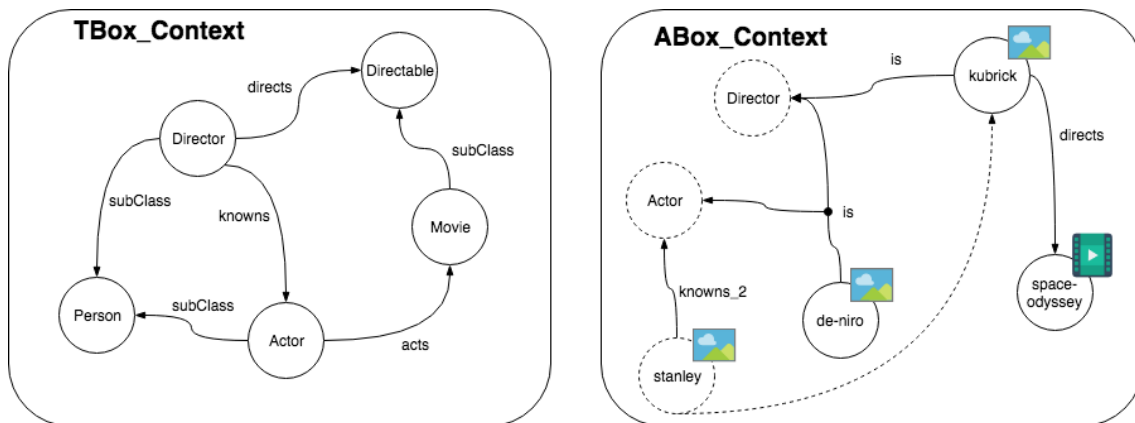 TBox_Context
Directable
directs
Director
subClass
subClass
knowns
Movie
Person
subClass
Actor
acts
ABox_Context
is
kubrick
Director
directs
Actor
is
knowns_2
space-
odyssey
de-niro
stanley